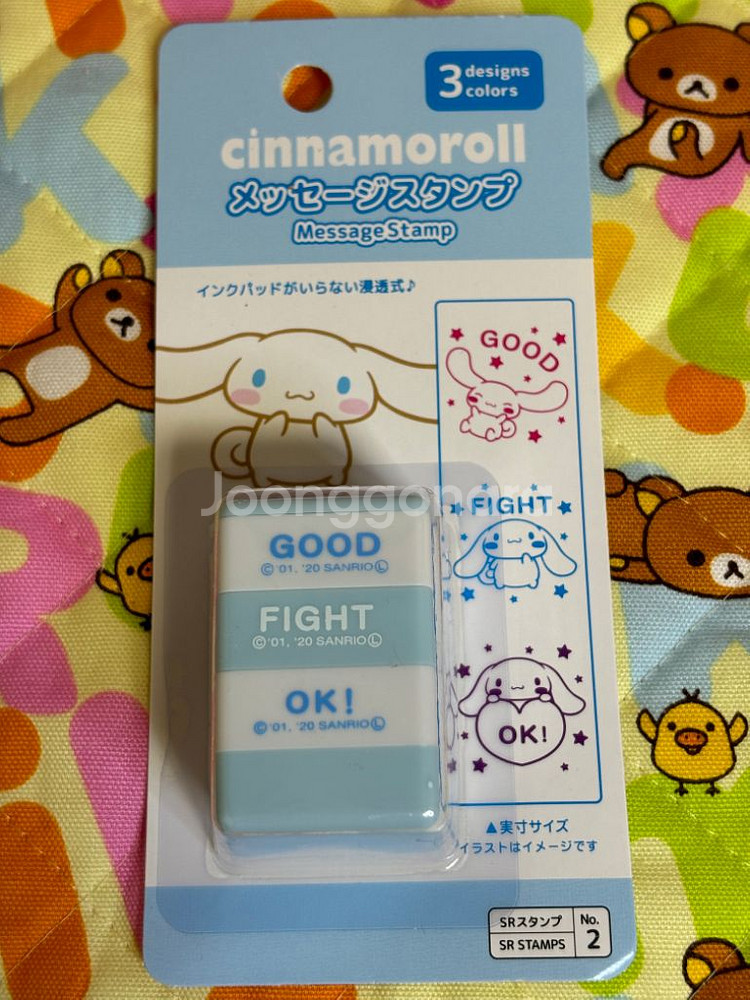 3 designs
colors
cinnamoroll
メッセージスタンプ
Message Stamp
インクパッドがいらない浸透式♪
GOOD
FIGHT
OK!
Joonggonara
GOOD
© '01, '20 SANRIO Ⓛ
FIGHT
© '01, '20 SANRIO Ⓛ
OK!
© '01, '20 SANRIO Ⓛ
▲実寸サイズ
イラストはイメージです
SRスタンプ
SR STAMPS
No.
2